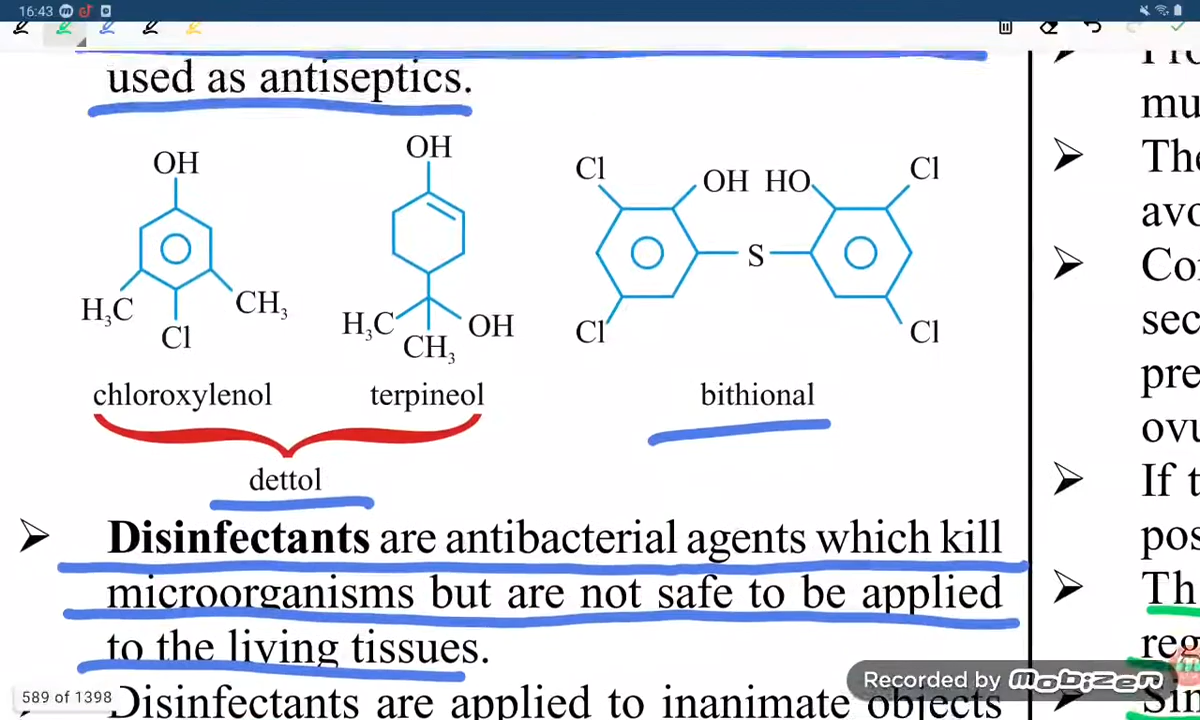 16:43
used as antiseptics.
OH
H₃C
CH₃
Cl
chloroxylenol
OH
H₃C
CH₃
OH
terpineol
dettol
Cl
OH HO
Cl
S
Cl
Cl
bithional
Disinfectants are antibacterial agents which kill
microorganisms but are not safe to be applied
to the living tissues.
Disinfectants are applied to inanimate objects
mu
The
avo
Co
sec
pre
ovu
If t
pos
Th
reg
Sin
589 of 1398
Recorded by mobizen